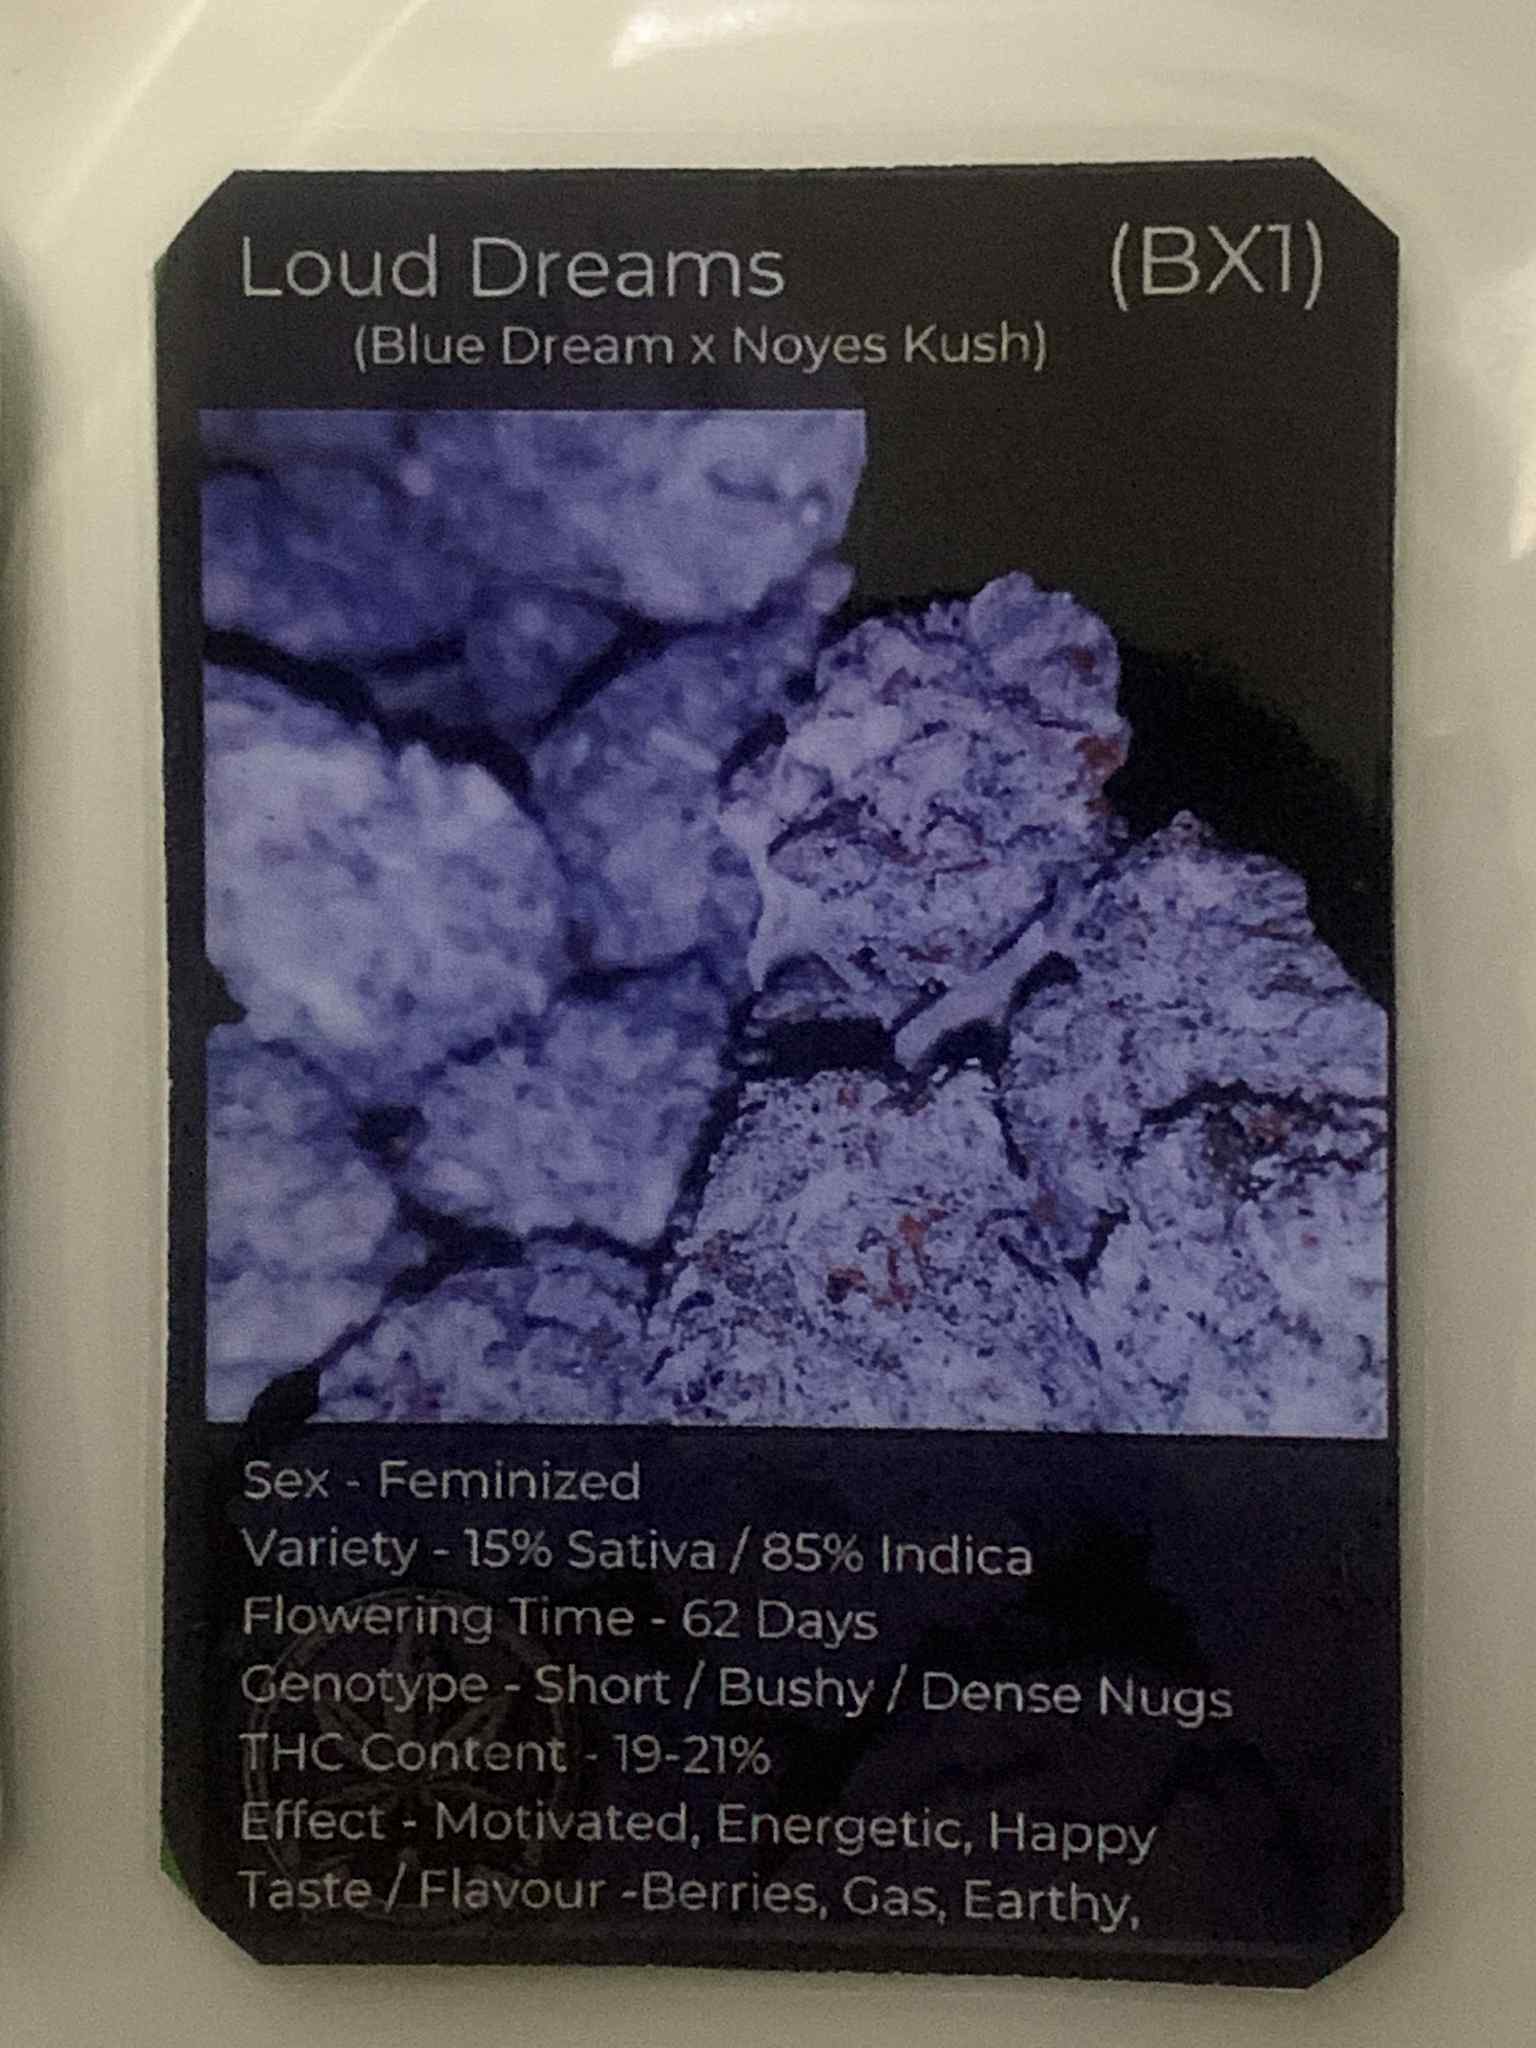 Loud Dreams (BX1)
(Blue Dream x Noyes Kush)
Sex - Feminized
Variety - 15% Sativa / 85% Indica
Flowering Time - 62 Days
Genotype - Short / Bushy / Dense Nugs
THC Content - 19-21%
Effect - Motivated, Energetic, Happy
Taste / Flavour -Berries, Gas, Earthy,